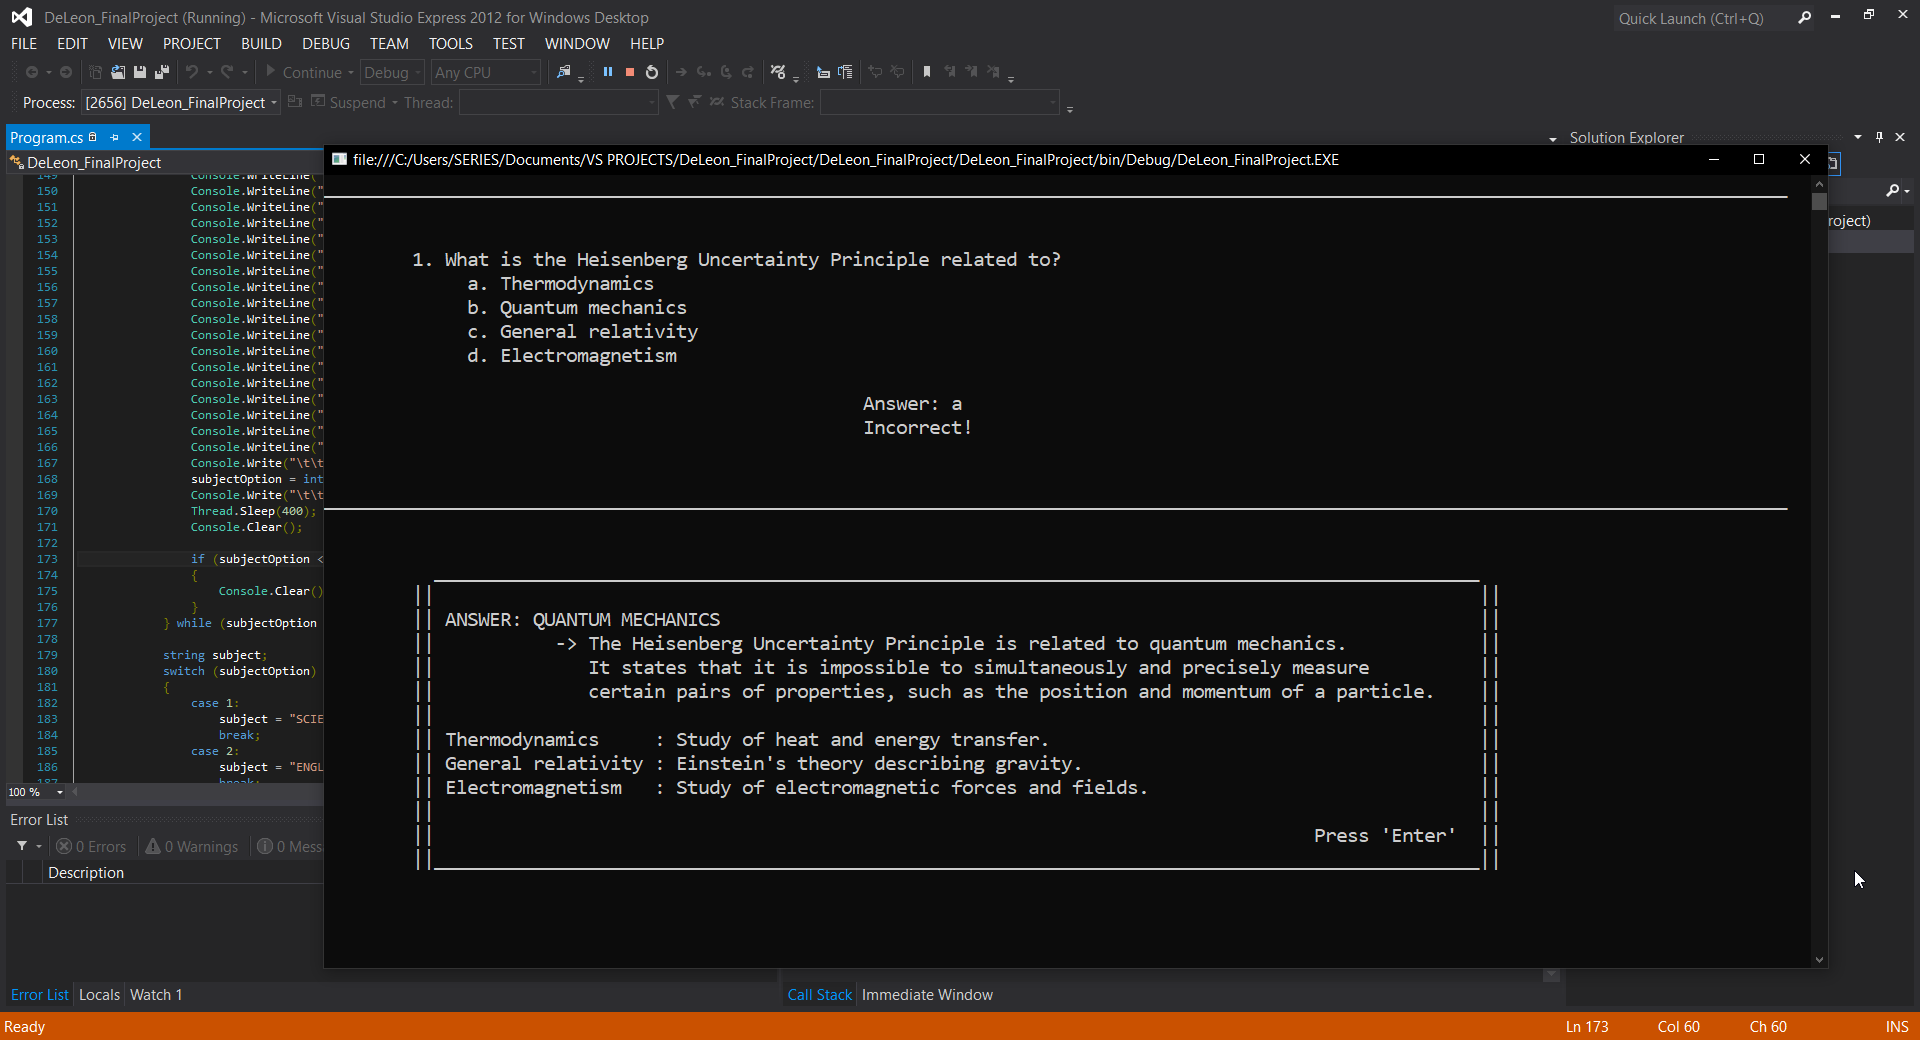 DeLeon_FinalProject (Running) - Microsoft Visual Studio Express 2012 for Windows Desktop
Quick Launch (Ctrl+Q)
FILE EDIT VIEW PROJECT BUILD DEBUG TEAM TOOLS TEST WINDOW HELP
Continue Debug Any CPU
Process: [2656] DeLeon_FinalProject Suspend Thread: Stack Frame:
Program.cs
Solution Explorer
DeLeon_FinalProject
file:///C:/Users/SERIES/Documents/VS PROJECTS/DeLeon_FinalProject/DeLeon_FinalProject/DeLeon_FinalProject/bin/Debug/DeLeon_FinalProject.EXE
roject)
149 Console.WriteLine("
150 Console.WriteLine("
151 Console.WriteLine("
152 Console.WriteLine("
153 Console.WriteLine("
154 Console.WriteLine("
155 Console.WriteLine("
156 Console.WriteLine("
157 Console.WriteLine("
158 Console.WriteLine("
159 Console.WriteLine("
160 Console.WriteLine("
161 Console.WriteLine("
162 Console.WriteLine("
163 Console.WriteLine("
164 Console.WriteLine("
165 Console.WriteLine("
166 Console.WriteLine("
167 Console.Write("\t\t
168 subjectOption = int
169 Console.Write("\t\t
170 Thread.Sleep(400);
171 Console.Clear();
172
173 if (subjectOption <
174 {
175 Console.Clear()
176 }
177 } while (subjectOption
178
179 string subject;
180 switch (subjectOption)
181 {
182 case 1:
183 subject = "SCIE
184 break;
185 case 2:
186 subject = "ENGL
187 break;
1. What is the Heisenberg Uncertainty Principle related to?
a. Thermodynamics
b. Quantum mechanics
c. General relativity
d. Electromagnetism
Answer: a
Incorrect!
|| ||
|| ANSWER: QUANTUM MECHANICS ||
|| -> The Heisenberg Uncertainty Principle is related to quantum mechanics. ||
|| It states that it is impossible to simultaneously and precisely measure ||
|| certain pairs of properties, such as the position and momentum of a particle. ||
|| ||
|| Thermodynamics : Study of heat and energy transfer. ||
|| General relativity : Einstein's theory describing gravity. ||
|| Electromagnetism : Study of electromagnetic forces and fields. ||
|| ||
|| Press 'Enter' ||
|| ||
100 %
Error List
0 Errors 0 Warnings 0 Mess
Description
Error List Locals Watch 1
Call Stack Immediate Window
Ready Ln 173 Col 60 Ch 60 INS